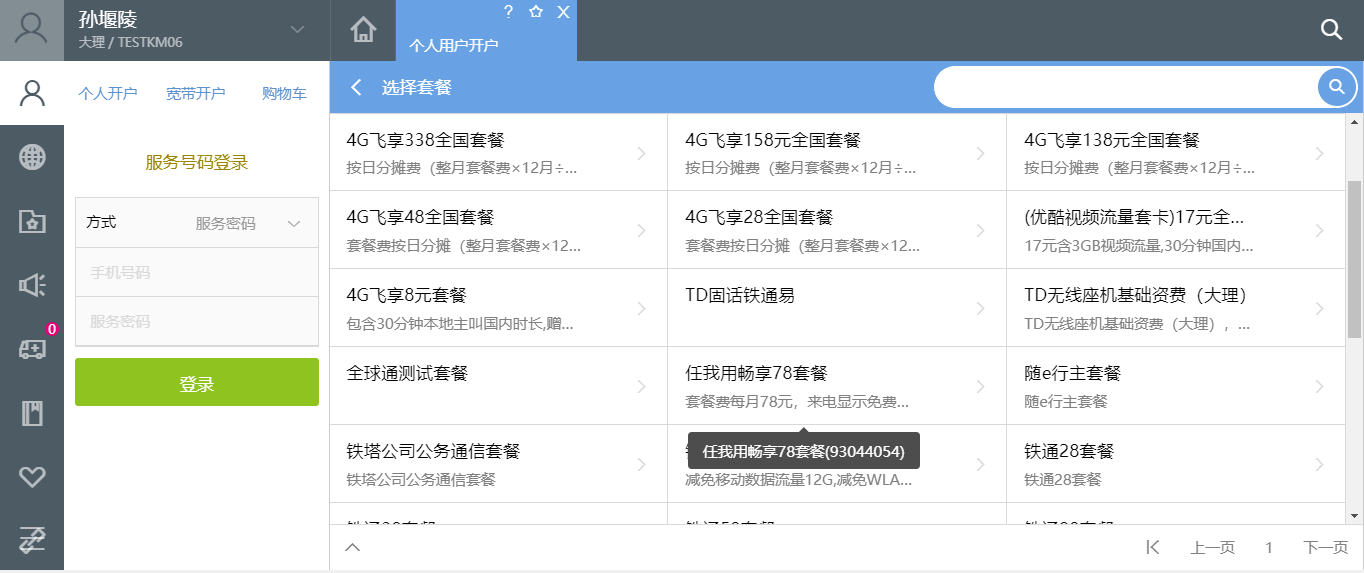 孙堰陵
大理 / TESTKM06
? X
个人用户开户
个人开户 宽带开户 购物车
选择套餐
服务号码登录
方式 服务密码
手机号码
服务密码
0
登录
4G飞享338全国套餐
按日分摊费（整月套餐费×12月÷...
4G飞享158元全国套餐
按日分摊费（整月套餐费×12月÷...
4G飞享138元全国套餐
按日分摊费（整月套餐费×12月÷...
4G飞享48全国套餐
套餐费按日分摊（整月套餐费×12...
4G飞享28全国套餐
套餐费按日分摊（整月套餐费×12...
(优酷视频流量套卡)17元全...
17元含3GB视频流量,30分钟国内...
4G飞享8元套餐
包含30分钟本地主叫国内时长,赠...
TD固话铁通易
TD无线座机基础资费（大理）
TD无线座机基础资费（大理），...
全球通测试套餐
任我用畅享78套餐
套餐费每月78元，来电显示免费...
随e行主套餐
随e行主套餐
铁塔公司公务通信套餐
铁塔公司公务通信套餐
任我用畅享78套餐(93044054)
减免移动数据流量12G,减免WLA...
铁通28套餐
铁通28套餐
上一页 1 下一页